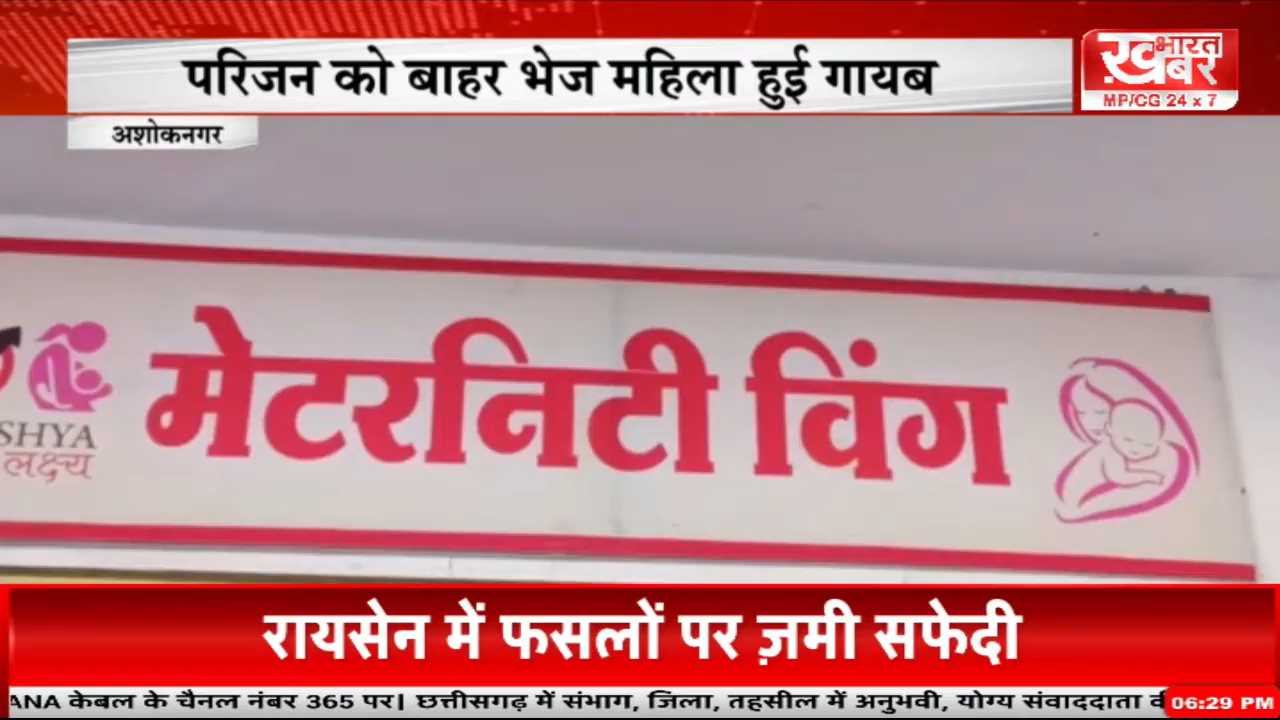 परिजन को बाहर भेज महिला हुई गायब
भारत
ख़बर
MP/CG 24 x 7
अशोकनगर
मेटरनिटी विंग
SHYA
लक्ष्य
रायसेन में फसलों पर ज़मी सफेदी
ANA केबल के चैनल नंबर 365 पर| छत्तीसगढ़ में संभाग, जिला, तहसील में अनुभवी, योग्य संवाददाता
06:29 PM